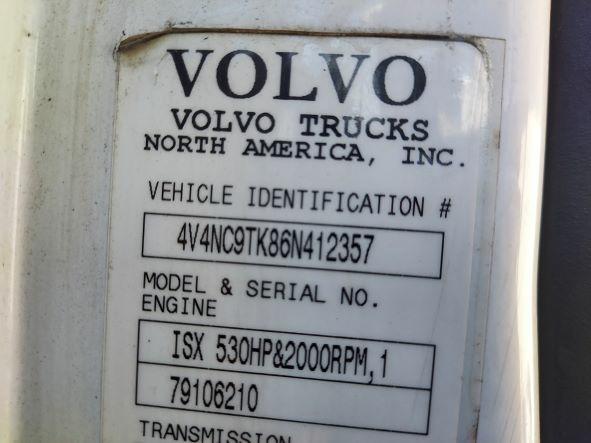 VOLVO
VOLVO TRUCKS
NORTH AMERICA, INC.
VEHICLE IDENTIFICATION #
4V4NC9TK86N412357
MODEL & SERIAL NO.
ENGINE
ISX 530HP&2000RPM,1
79106210
TRANSMISSION